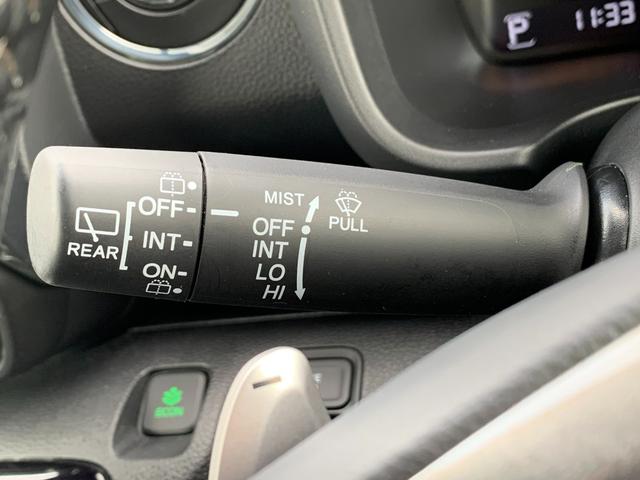 P 11:33
OFF
INT
ON
REAR
MIST
OFF
INT
LO
HI
PULL
ECON